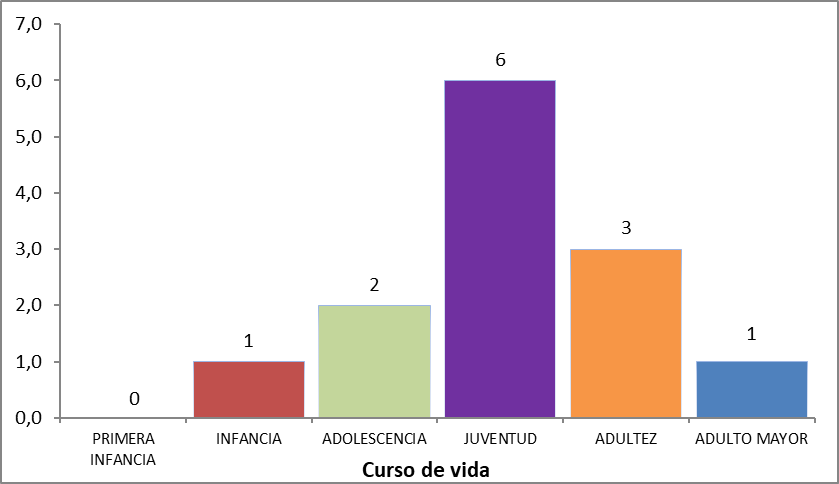 7,0
6,0
5,0
4,0
3,0
2,0
1,0
0,0
0
1
2
6
3
1
PRIMERA
INFANCIA
INFANCIA
ADOLESCENCIA
JUVENTUD
ADULTEZ
ADULTO MAYOR
Curso de vida